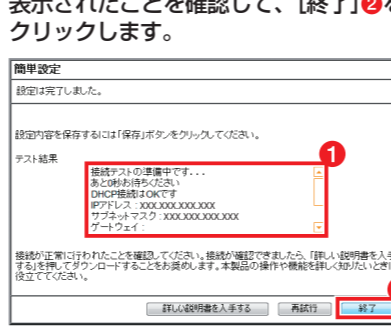 表示されたことを確認して、[終了]❷を
クリックします。
簡単設定
設定は完了しました。
設定内容を保存するには「保存」ボタンをクリックしてください。
テスト結果
❶
接続テストの準備中です...
あと0秒お待ちください
DHCP接続はOKです
IPアドレス : XXX.XXX.XXX.XXX
サブネットマスク : XXX.XXX.XXX.XXX
ゲートウェイ :
接続が正常に行われたことを確認してください。接続が確認できましたら、「詳しい説明書を入手
する」を押してダウンロードすることをお奨めします。本製品の操作や機能を詳しく知りたいときに
役立ててください。
詳しい説明書を入手する 再試行 終了